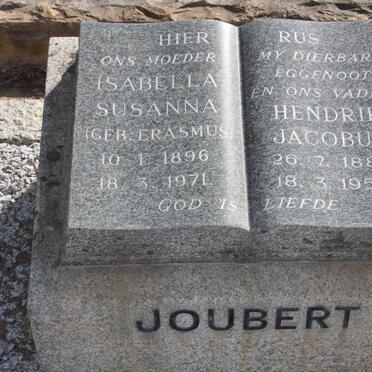 HIER RUS
ONS MOEDER
ISABELLA
SUSANNA
(GEB. ERASMUS)
10. 1. 1896
18. 3. 1971.
MY DIERBAR
EGGENOOT
EN ONS VAD
HENDRIK
JACOBU
26. 7. 188
18. 3. 195
GOD IS LIEFDE
JOUBERT